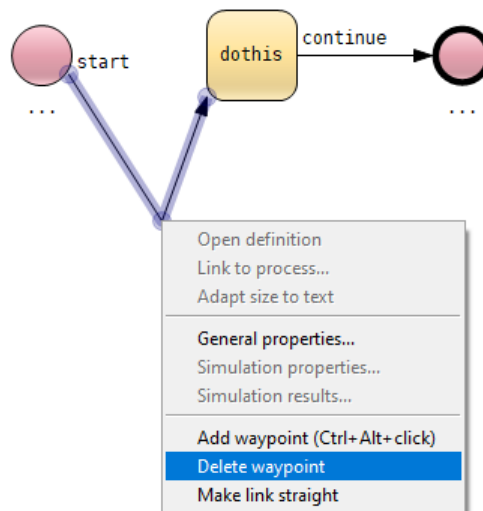 continue
start
dothis
...
...
Open definition
Link to process...
Adapt size to text
General properties...
Simulation properties...
Simulation results...
Add waypoint (Ctrl+Alt+click)
Delete waypoint
Make link straight